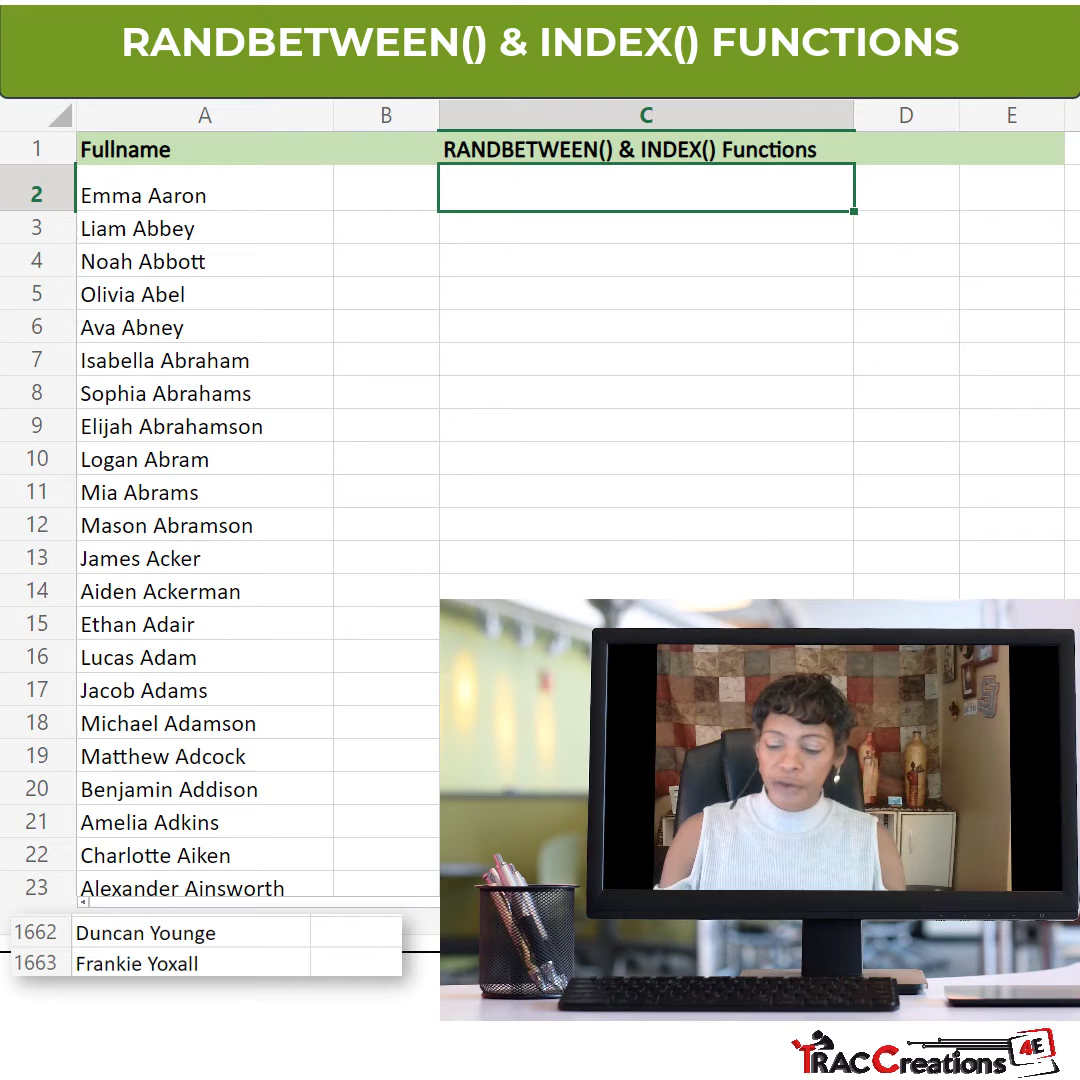 RANDBETWEEN() & INDEX() FUNCTIONS
A B C D E
1 Fullname RANDBETWEEN() & INDEX() Functions
2 Emma Aaron
3 Liam Abbey
4 Noah Abbott
5 Olivia Abel
6 Ava Abney
7 Isabella Abraham
8 Sophia Abrahams
9 Elijah Abrahamson
10 Logan Abram
11 Mia Abrams
12 Mason Abramson
13 James Acker
14 Aiden Ackerman
15 Ethan Adair
16 Lucas Adam
17 Jacob Adams
18 Michael Adamson
19 Matthew Adcock
20 Benjamin Addison
21 Amelia Adkins
22 Charlotte Aiken
23 Alexander Ainsworth
1662 Duncan Younge
1663 Frankie Yoxall
TRACCreations 4E